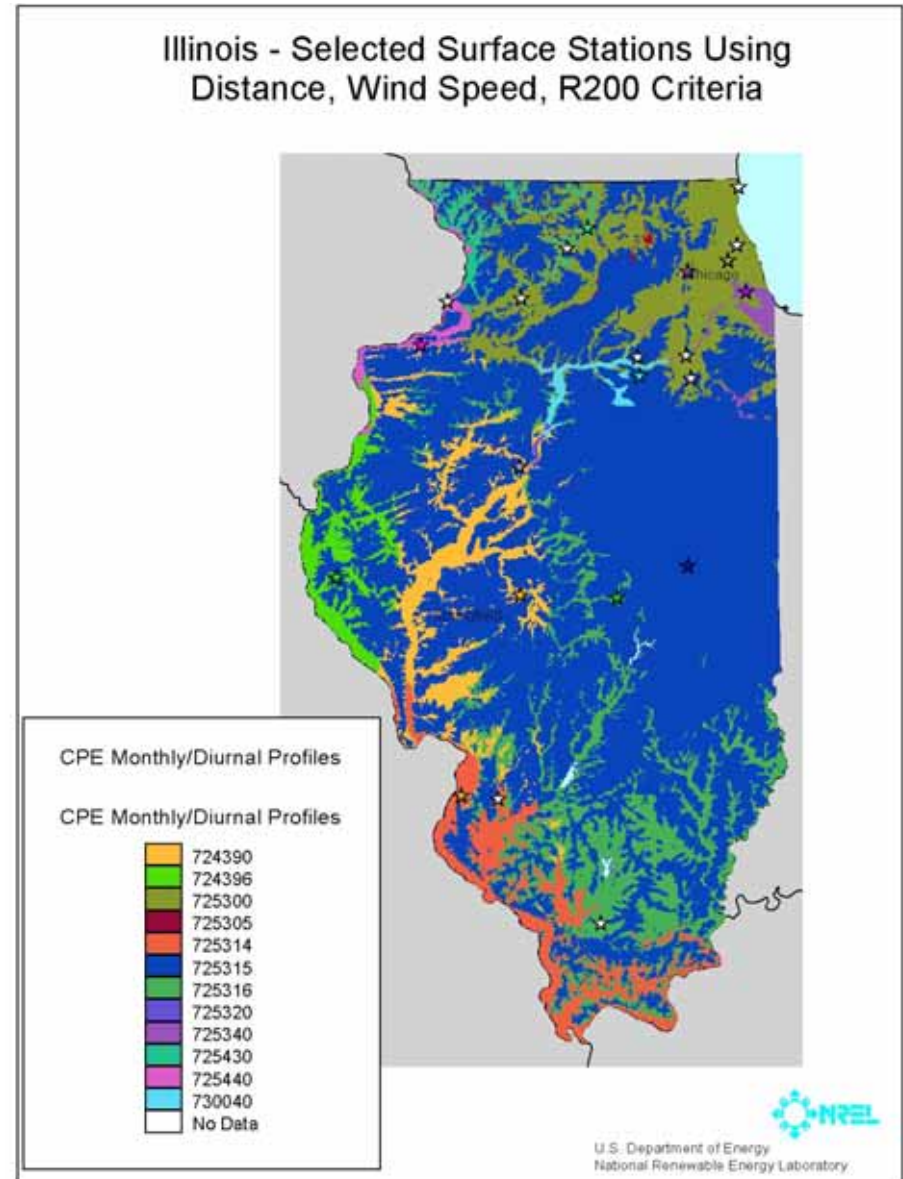 Illinois - Selected Surface Stations Using
Distance, Wind Speed, R200 Criteria
Chicago
CPE Monthly/Diurnal Profiles
CPE Monthly/Diurnal Profiles
724390
724396
725300
725305
725314
725315
725316
725320
725340
725430
725440
730040
No Data
NREL
U.S. Department of Energy
National Renewable Energy Laboratory